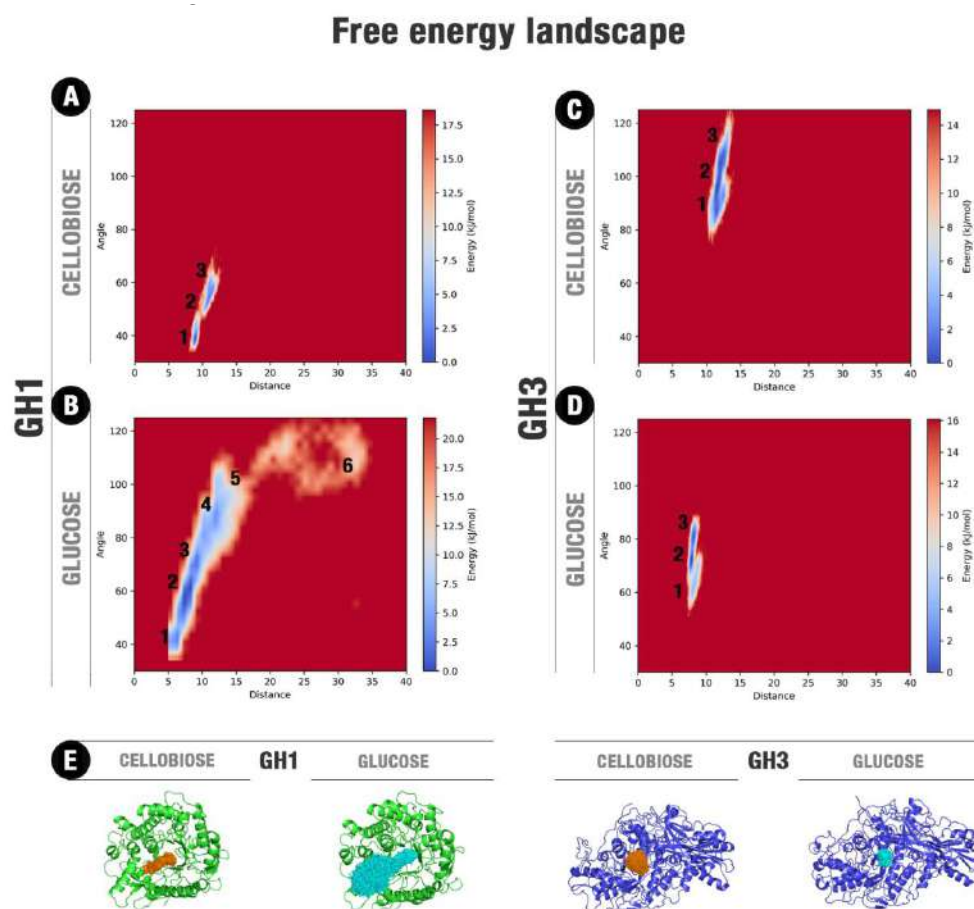 Free energy landscape
A
CELLOBIOSE
GH1
Angle
120
100
80
60
40
0 5 10 15 20 25 30 35 40
Distance
1
2
3
17.5
15.0
12.5
10.0
7.5
5.0
2.5
0.0
Energy (kJ/mol)
C
CELLOBIOSE
GH3
Angle
120
100
80
60
40
0 5 10 15 20 25 30 35 40
Distance
3
2
1
14
12
10
8
6
4
2
0
Energy (kJ/mol)
B
GLUCOSE
Angle
120
100
80
60
40
0 5 10 15 20 25 30 35 40
Distance
1
2
3
4
5
6
20.0
17.5
15.0
12.5
10.0
7.5
5.0
2.5
0.0
Energy (kJ/mol)
D
GLUCOSE
Angle
120
100
80
60
40
0 5 10 15 20 25 30 35 40
Distance
3
2
1
16
14
12
10
8
6
4
2
0
Energy (kJ/mol)
E
CELLOBIOSE GH1 GLUCOSE
CELLOBIOSE GH3 GLUCOSE